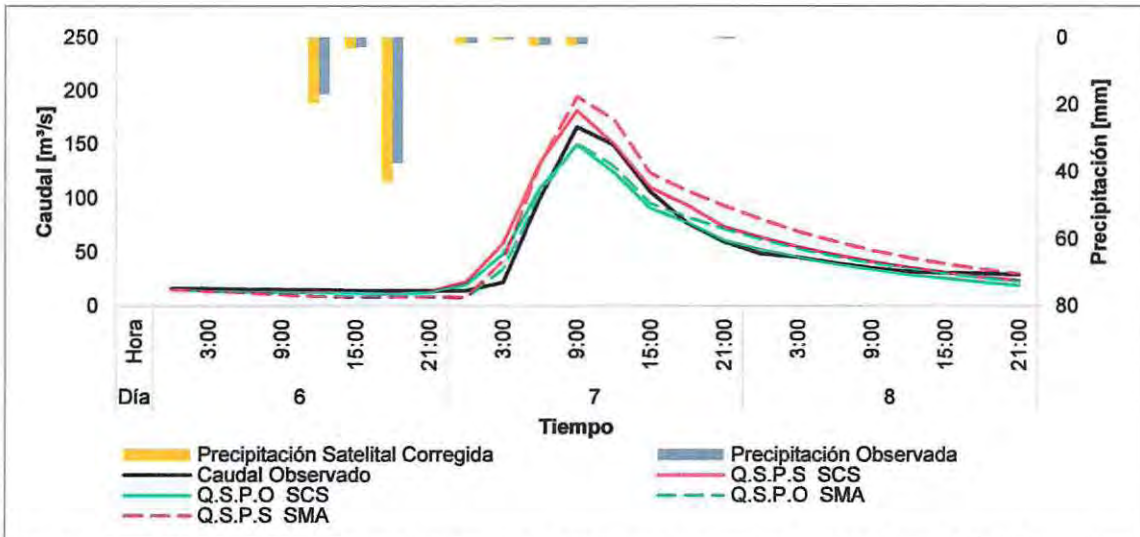 Caudal [m³/s]
250
200
150
100
50
0
Precipitación [mm]
0
20
40
60
80
Hora 3:00 9:00 15:00 21:00 3:00 9:00 15:00 21:00 3:00 9:00 15:00 21:00
Día 6 7 8
Tiempo
Precipitación Satelital Corregida Precipitación Observada
Caudal Observado Q.S.P.S SCS
Q.S.P.O SCS Q.S.P.O SMA
Q.S.P.S SMA